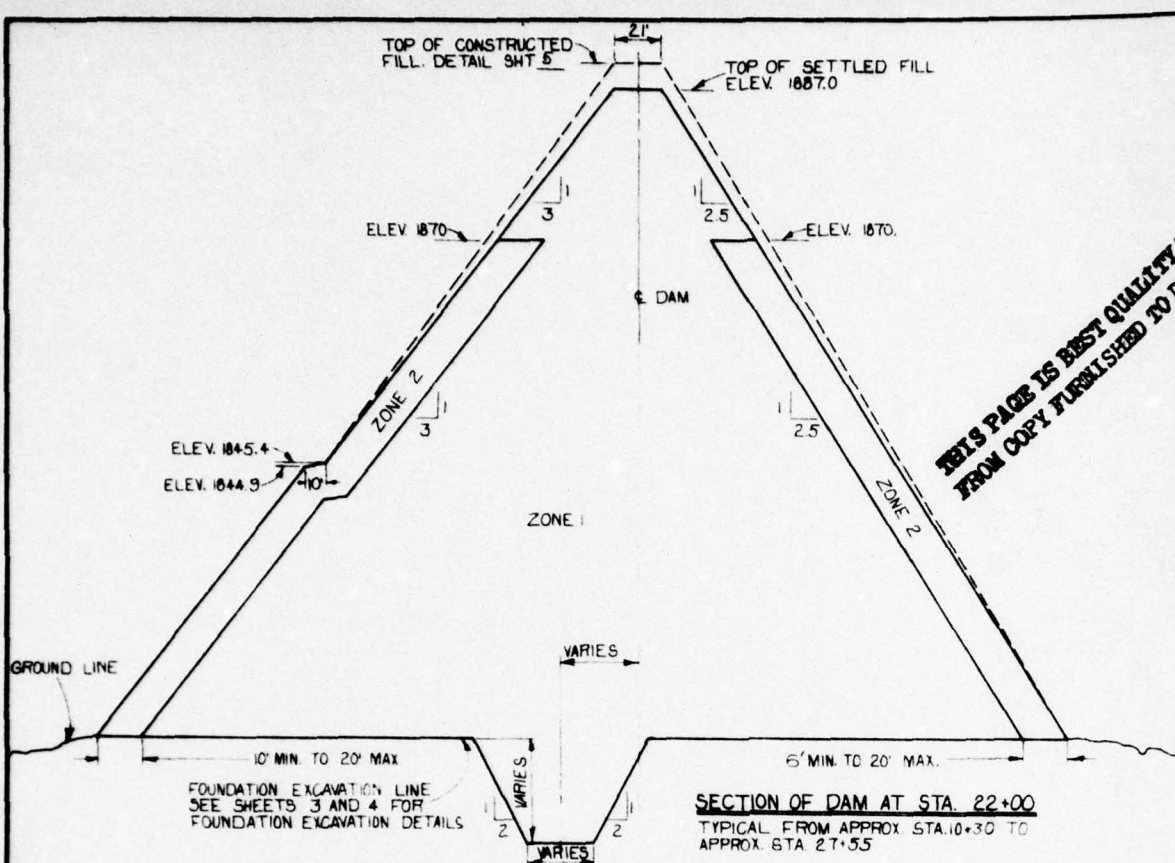 21'
TOP OF CONSTRUCTED
FILL. DETAIL SHT 5
TOP OF SETTLED FILL
ELEV. 1887.0
1
3
1
2.5
ELEV. 1870
ELEV. 1870.
℄ DAM
THIS PAGE IS BEST QUALITY
FROM COPY FURNISHED TO
ZONE 2
1
3
1
2.5
ELEV. 1845.4
ELEV. 1844.9
10'
ZONE 1
ZONE 2
VARIES
GROUND LINE
10' MIN. TO 20' MAX
6' MIN. TO 20' MAX.
VARIES
FOUNDATION EXCAVATION LINE
SEE SHEETS 3 AND 4 FOR
FOUNDATION EXCAVATION DETAILS
1
2
1
2
VARIES
SECTION OF DAM AT STA. 22+00
TYPICAL FROM APPROX. STA.10+30 TO
APPROX. STA. 27+55